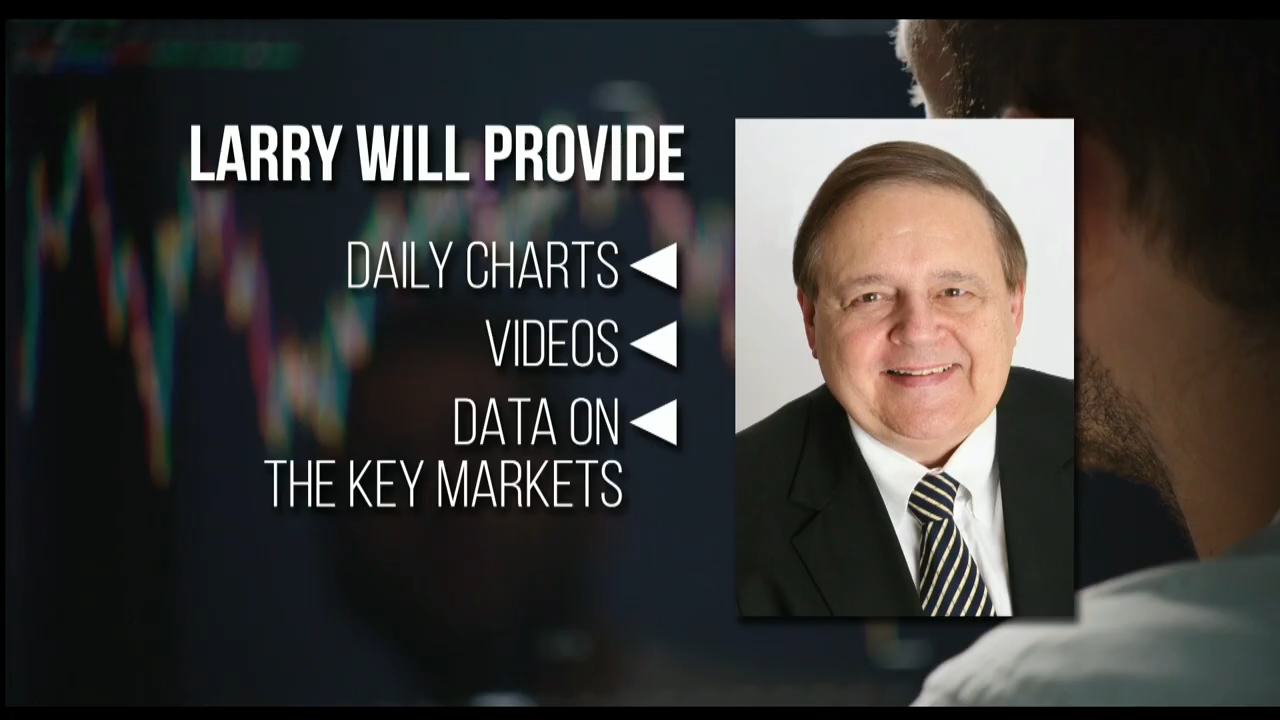 LARRY WILL PROVIDE
DAILY CHARTS
VIDEOS
DATA ON
THE KEY MARKETS